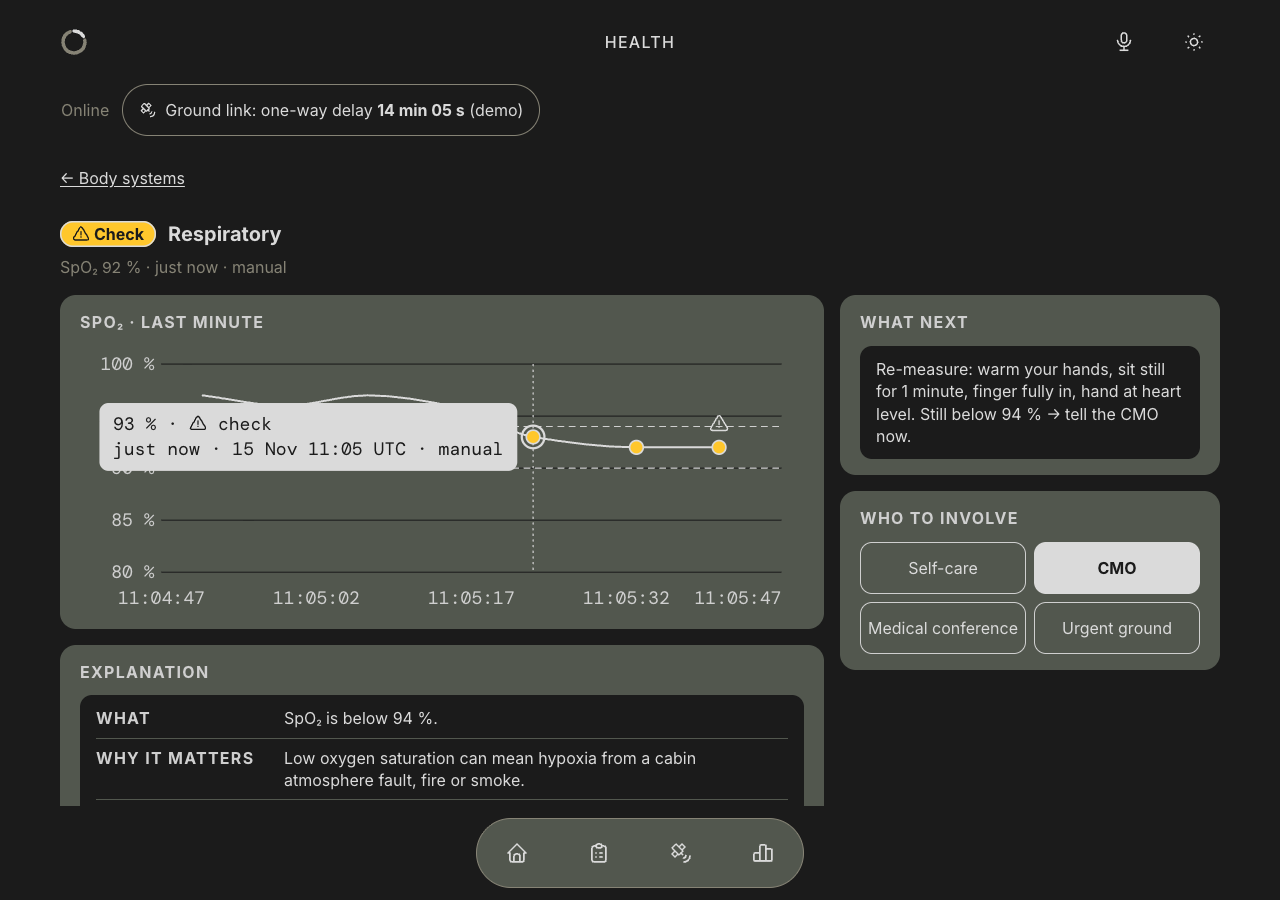 HEALTH
Online
Ground link: one-way delay 14 min 05 s (demo)
← Body systems
Check
Respiratory
SpO₂ 92 % · just now · manual
SPO₂ · LAST MINUTE
100 %
93 % · ⚠ check
just now · 15 Nov 11:05 UTC · manual
85 %
80 %
11:04:47 11:05:02 11:05:17 11:05:32 11:05:47
WHAT NEXT
Re-measure: warm your hands, sit still
for 1 minute, finger fully in, hand at heart
level. Still below 94 % → tell the CMO
now.
WHO TO INVOLVE
Self-care
CMO
Medical conference
Urgent ground
EXPLANATION
WHAT
SpO₂ is below 94 %.
WHY IT MATTERS
Low oxygen saturation can mean hypoxia from a cabin
atmosphere fault, fire or smoke.